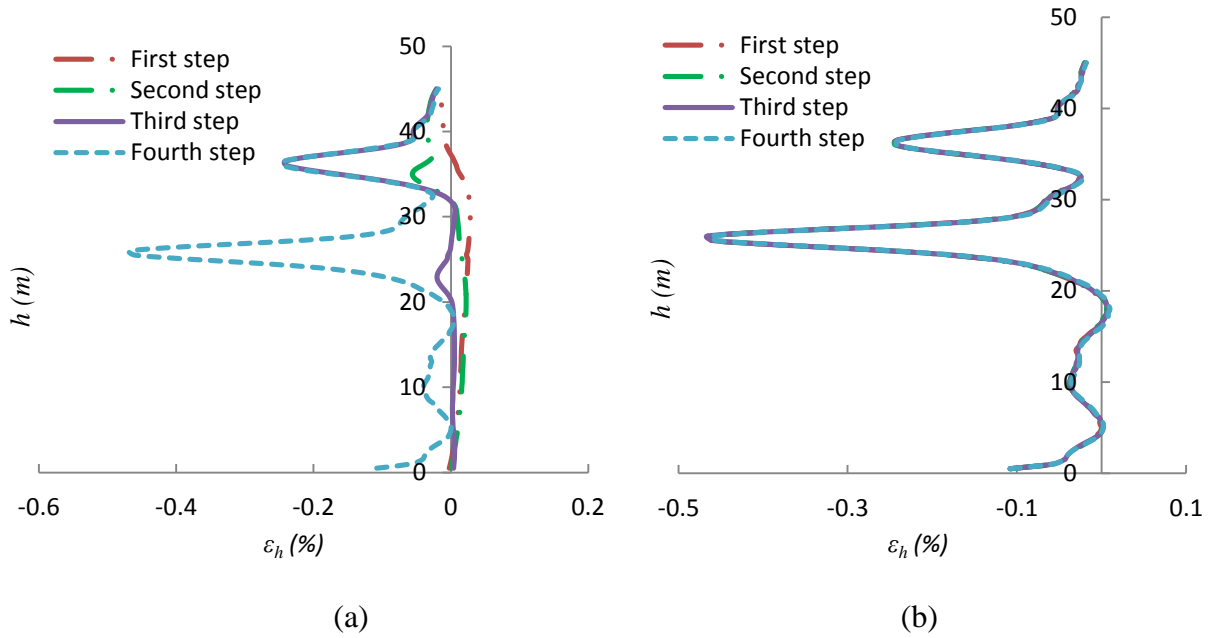 First step
Second step
Third step
Fourth step
50
40
30
20
10
0
h (m)
-0.6
-0.4
-0.2
0
0.2
εh (%)
(a)
First step
Second step
Third step
Fourth step
50
40
30
20
10
0
h (m)
-0.5
-0.3
-0.1
0.1
εh (%)
(b)